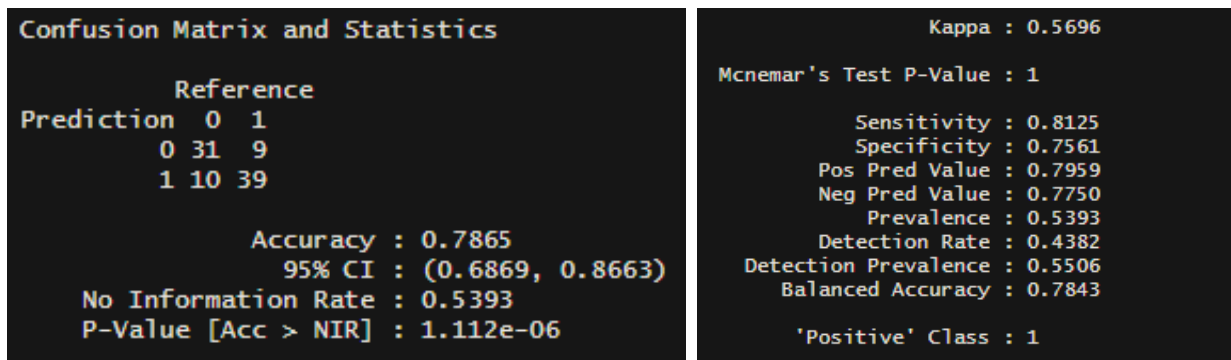 Confusion Matrix and Statistics
Reference
Prediction 0 1
0 31 9
1 10 39
Accuracy : 0.7865
95% CI : (0.6869, 0.8663)
No Information Rate : 0.5393
P-Value [Acc > NIR] : 1.112e-06
Kappa : 0.5696
Mcnemar's Test P-Value : 1
Sensitivity : 0.8125
Specificity : 0.7561
Pos Pred Value : 0.7959
Neg Pred Value : 0.7750
Prevalence : 0.5393
Detection Rate : 0.4382
Detection Prevalence : 0.5506
Balanced Accuracy : 0.7843
'Positive' Class : 1